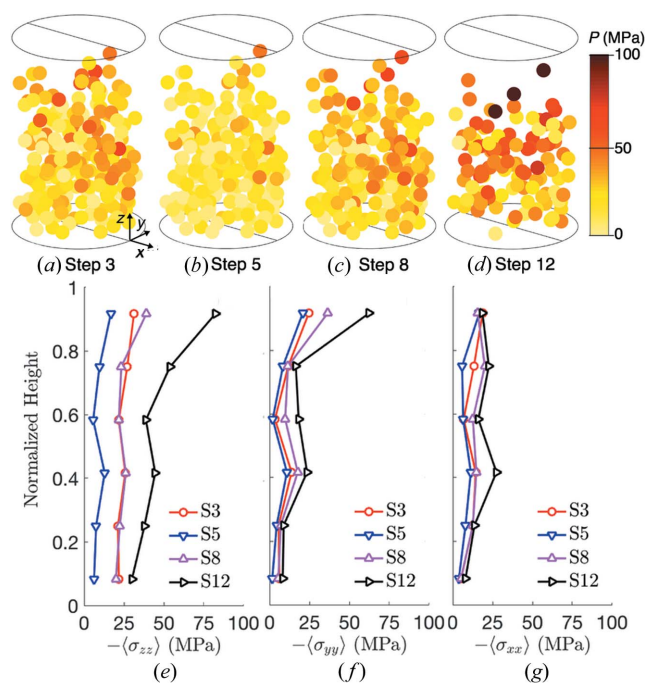 P (MPa)
100
50
0
z
y
x
(a) Step 3
(b) Step 5
(c) Step 8
(d) Step 12
Normalized Height
1
0.8
0.6
0.4
0.2
0
S3
S5
S8
S12
0 25 50 75 100
−⟨σzz⟩ (MPa)
(e)
S3
S5
S8
S12
0 25 50 75 100
−⟨σyy⟩ (MPa)
(f)
S3
S5
S8
S12
0 25 50 75 100
−⟨σxx⟩ (MPa)
(g)